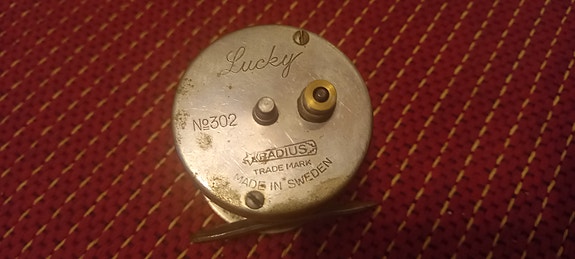 Lucky
№302
RADIUS
TRADE MARK
MADE IN SWEDEN